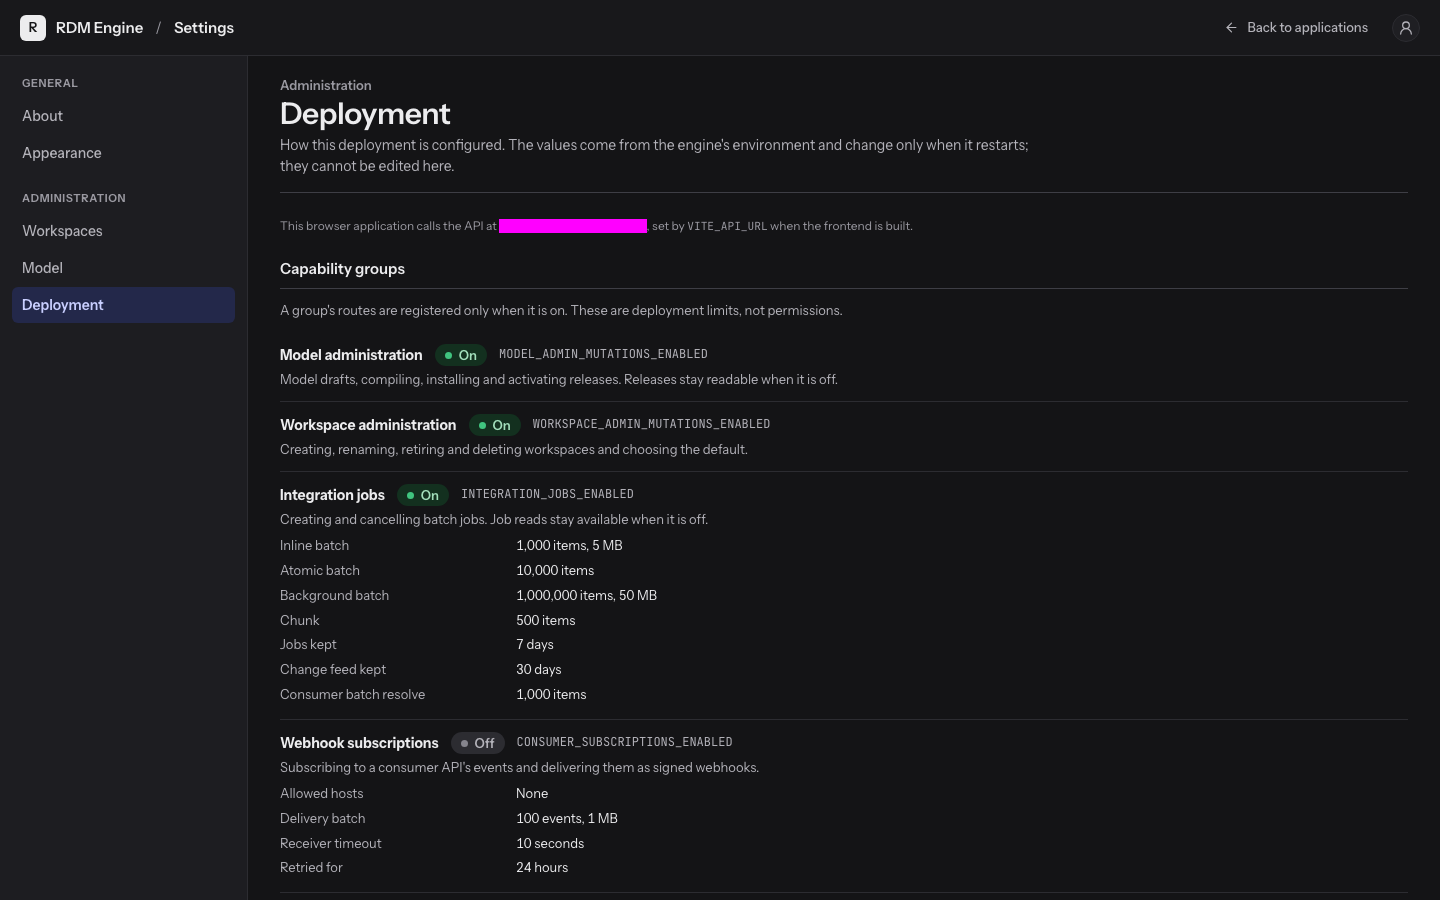 R RDM Engine / Settings
← Back to applications
GENERAL
About
Appearance
ADMINISTRATION
Workspaces
Model
Deployment
Administration
Deployment
How this deployment is configured. The values come from the engine's environment and change only when it restarts;
they cannot be edited here.
This browser application calls the API at , set by VITE_API_URL when the frontend is built.
Capability groups
A group's routes are registered only when it is on. These are deployment limits, not permissions.
Model administration On MODEL_ADMIN_MUTATIONS_ENABLED
Model drafts, compiling, installing and activating releases. Releases stay readable when it is off.
Workspace administration On WORKSPACE_ADMIN_MUTATIONS_ENABLED
Creating, renaming, retiring and deleting workspaces and choosing the default.
Integration jobs On INTEGRATION_JOBS_ENABLED
Creating and cancelling batch jobs. Job reads stay available when it is off.
Inline batch 1,000 items, 5 MB
Atomic batch 10,000 items
Background batch 1,000,000 items, 50 MB
Chunk 500 items
Jobs kept 7 days
Change feed kept 30 days
Consumer batch resolve 1,000 items
Webhook subscriptions Off CONSUMER_SUBSCRIPTIONS_ENABLED
Subscribing to a consumer API's events and delivering them as signed webhooks.
Allowed hosts None
Delivery batch 100 events, 1 MB
Receiver timeout 10 seconds
Retried for 24 hours